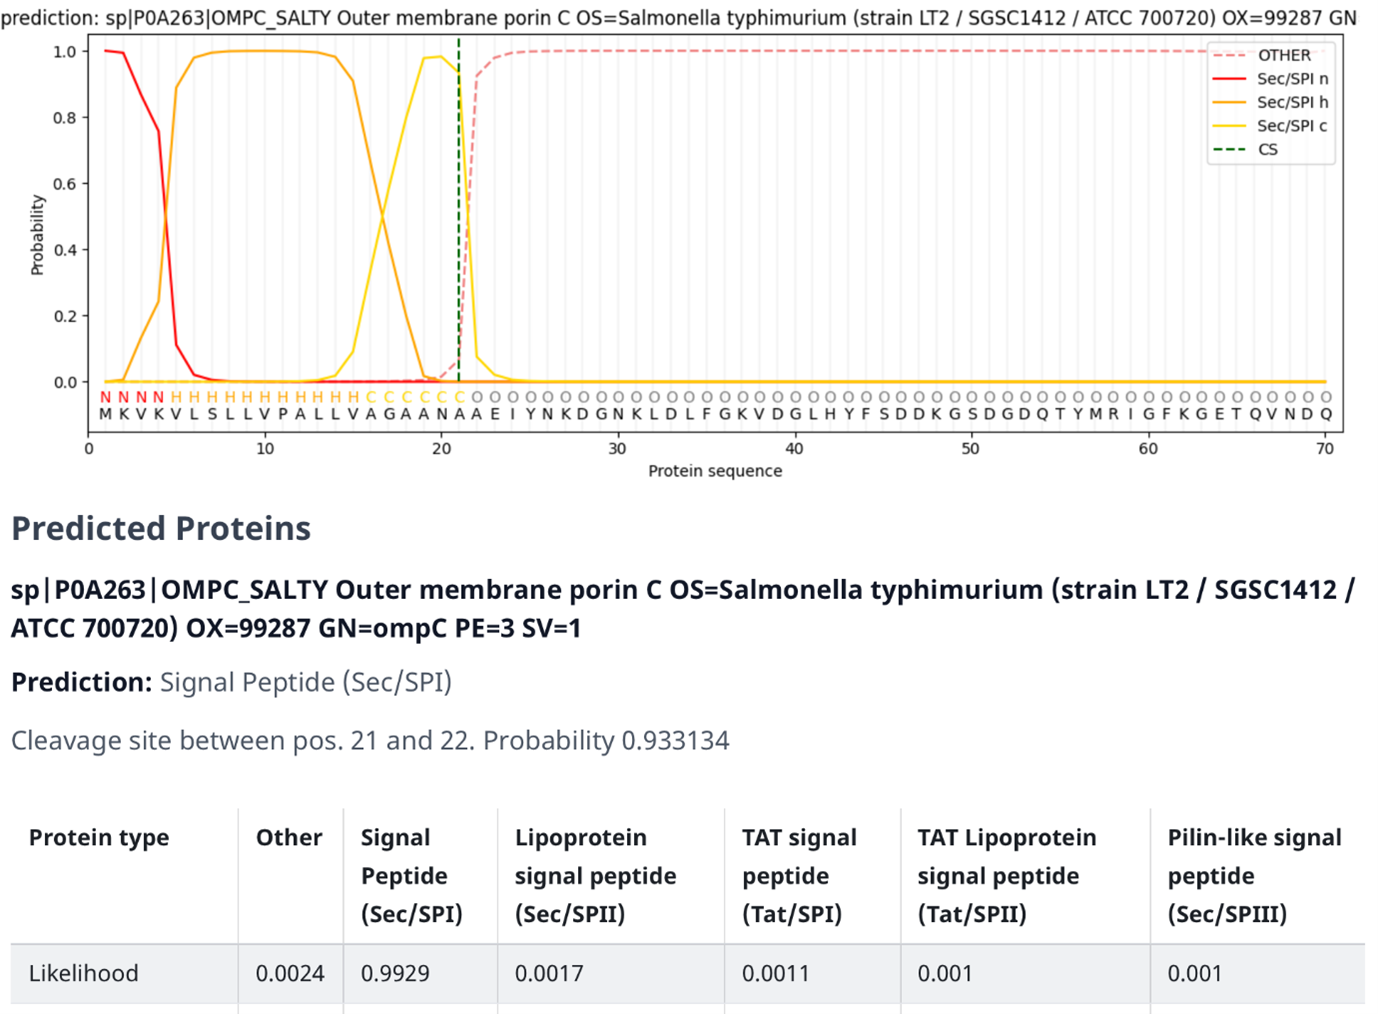 prediction: sp|P0A263|OMPC_SALTY Outer membrane porin C OS=Salmonella typhimurium (strain LT2 / SGSC1412 / ATCC 700720) OX=99287 GN
1.0
0.8
0.6
0.4
0.2
0.0
Probability
OTHER
Sec/SPI n
Sec/SPI h
Sec/SPI c
CS
N N N N H H H H H H H H H H H C C C C C C O O O O O O O O O O O O O O O O O O O O O O O O O O O O O O O O O O O O O O O O O O O O O O O O O
M K V K V L S L L V P A L L V A G A A N A A E I Y N K D G N K L D L F G K V D G L H Y F S D D K G S D G D Q T Y M R I G F K G E T Q V N D Q
0 10 20 30 40 50 60 70
Protein sequence
Predicted Proteins
sp|P0A263|OMPC_SALTY Outer membrane porin C OS=Salmonella typhimurium (strain LT2 / SGSC1412 /
ATCC 700720) OX=99287 GN=ompC PE=3 SV=1
Prediction: Signal Peptide (Sec/SPI)
Cleavage site between pos. 21 and 22. Probability 0.933134
Protein type Other Signal Peptide (Sec/SPI) Lipoprotein signal peptide (Sec/SPII) TAT signal peptide (Tat/SPI) TAT Lipoprotein signal peptide (Tat/SPII) Pilin-like signal peptide (Sec/SPIII)
Likelihood 0.0024 0.9929 0.0017 0.0011 0.001 0.001